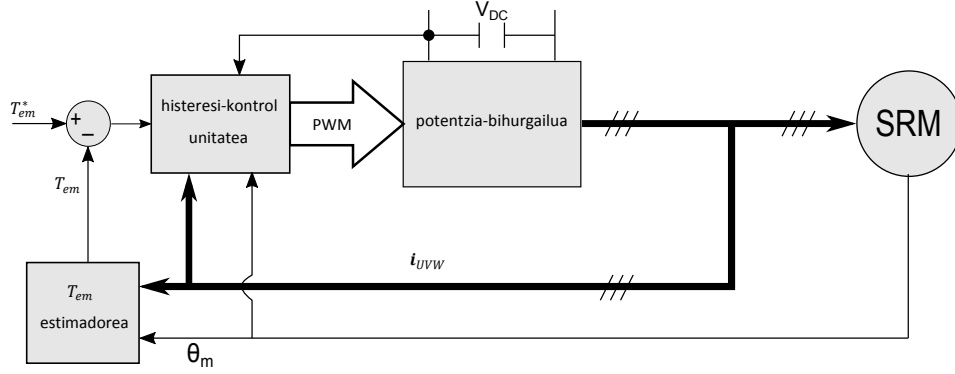 V_DC
histeresi-kontrol
unitatea
PWM
potentzia-bihurgailua
SRM
T*_em
+
−
T_em
i_UVW
T_em
estimadorea
θ_m